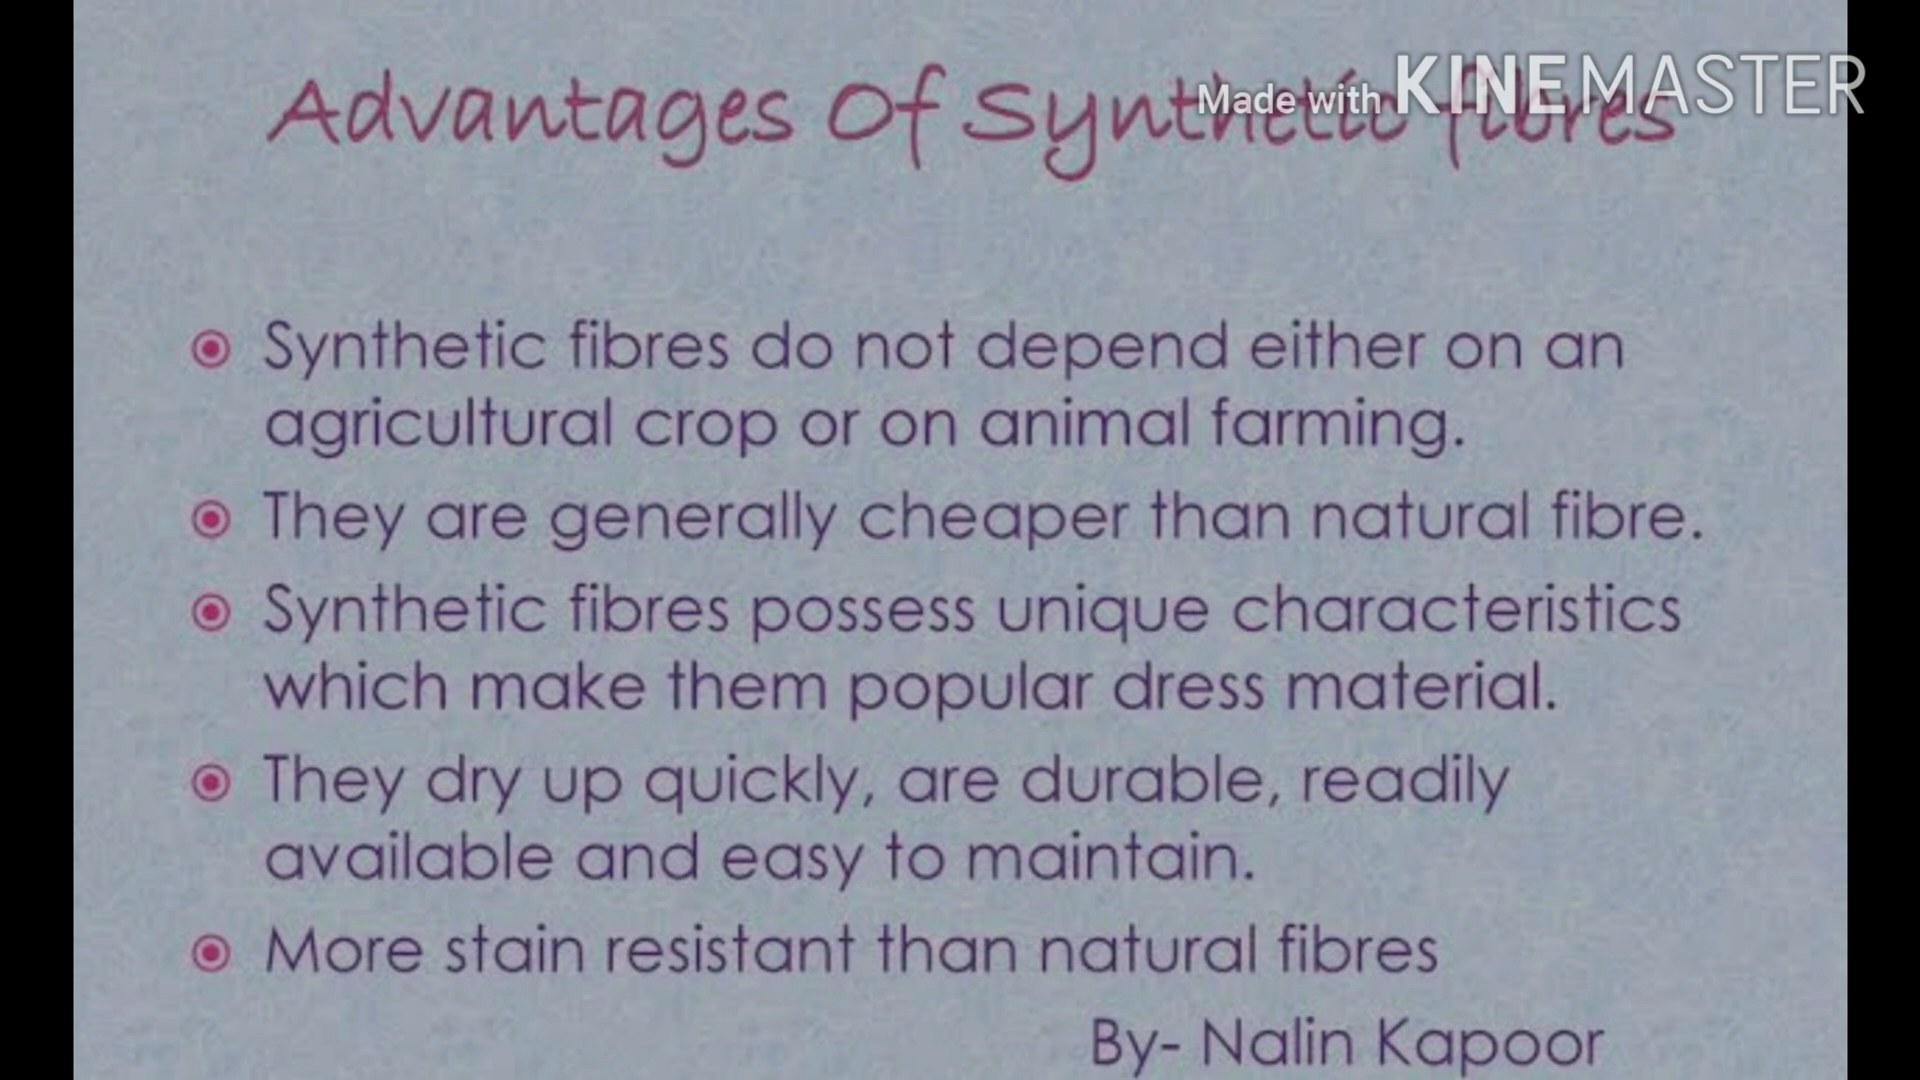 Advantages Of Synthetic fibres
Made with KINEMASTER
Synthetic fibres do not depend either on an
agricultural crop or on animal farming.
They are generally cheaper than natural fibre.
Synthetic fibres possess unique characteristics
which make them popular dress material.
They dry up quickly, are durable, readily
available and easy to maintain.
More stain resistant than natural fibres
By- Nalin Kapoor